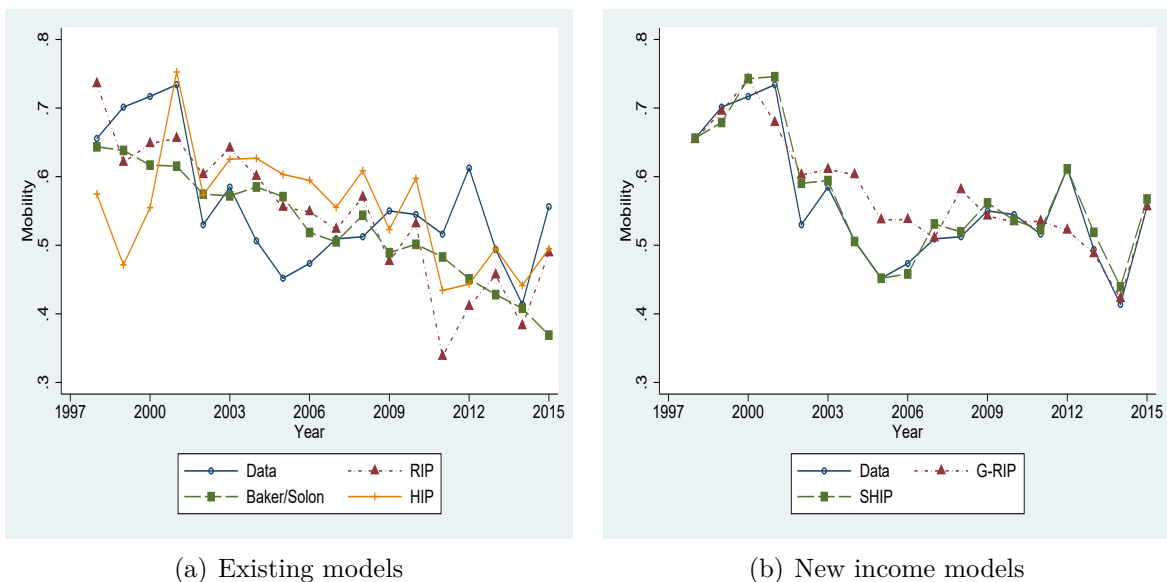 .8
.7
.6
.5
.4
.3
Mobility
1997 2000 2003 2006 2009 2012 2015
Year
Data RIP
Baker/Solon HIP
(a) Existing models
.8
.7
.6
.5
.4
.3
Mobility
1997 2000 2003 2006 2009 2012 2015
Year
Data G-RIP
SHIP
(b) New income models